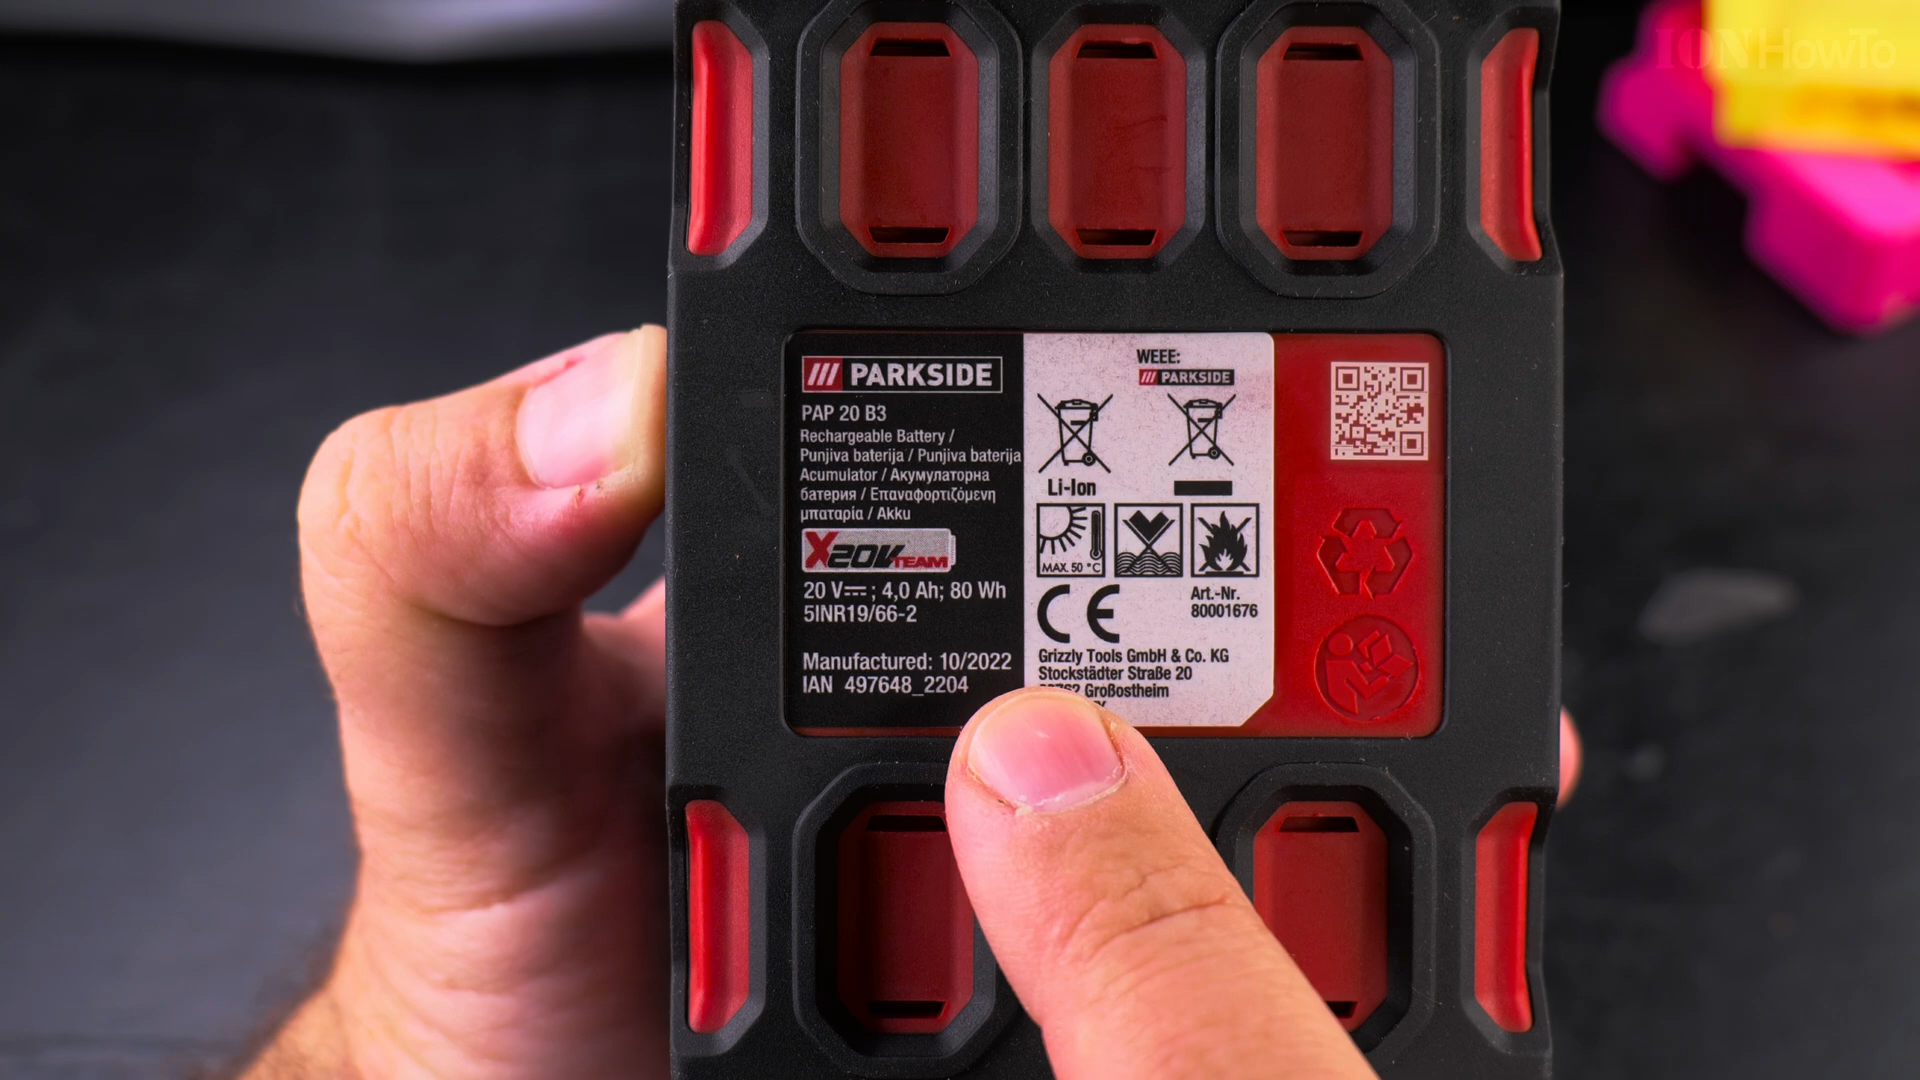 ION HowTo
PARKSIDE
PAP 20 B3
Rechargeable Battery /
Punjiva baterija / Punjiva baterija
Acumulator / Акумулаторна
батерия / Επαναφορτιζόμενη
μπαταρία / Akku
X20V TEAM
20 V⎓; 4,0 Ah; 80 Wh
5INR19/66-2
Manufactured: 10/2022
IAN 497648_2204
WEEE:
PARKSIDE
Li-Ion
MAX. 50 °C
CE
Art.-Nr.
80001676
Grizzly Tools GmbH & Co. KG
Stockstädter Straße 20
Großostheim